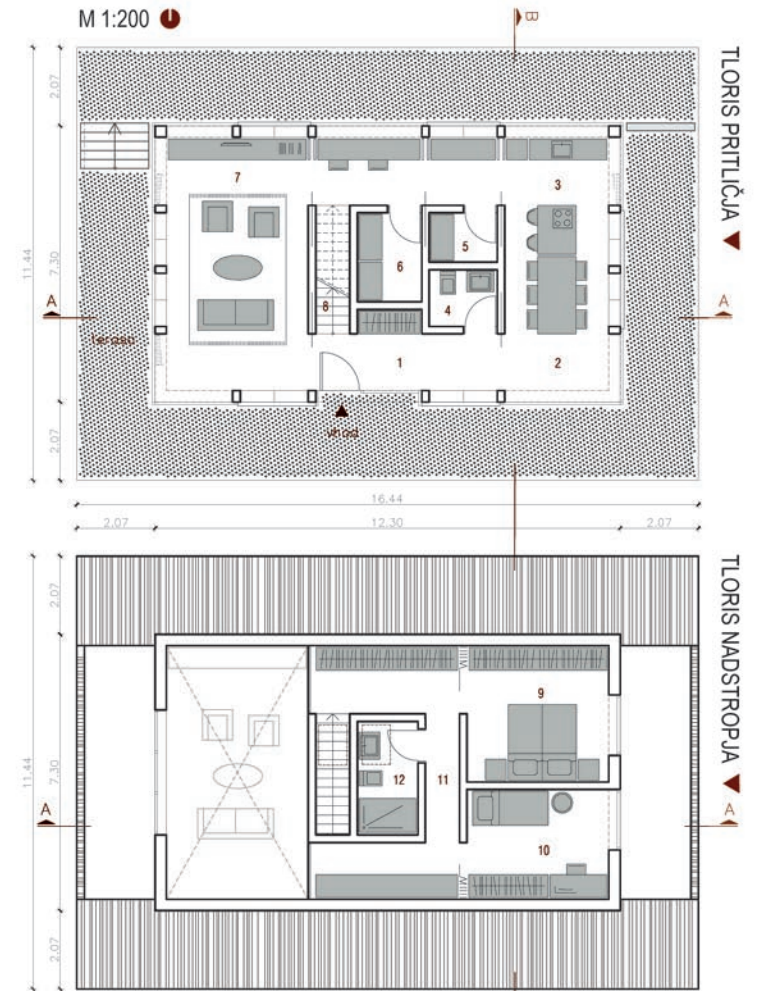 M 1:200
B
TLORIS PRITLIČJA
2.07
11.44
7.30
2.07
7
3
6
5
8
4
1
2
A
A
terasa
vhod
16.44
2.07
12.30
2.07
TLORIS NADSTROPJA
2.07
11.44
7.30
2.07
9
12
11
10
A
A